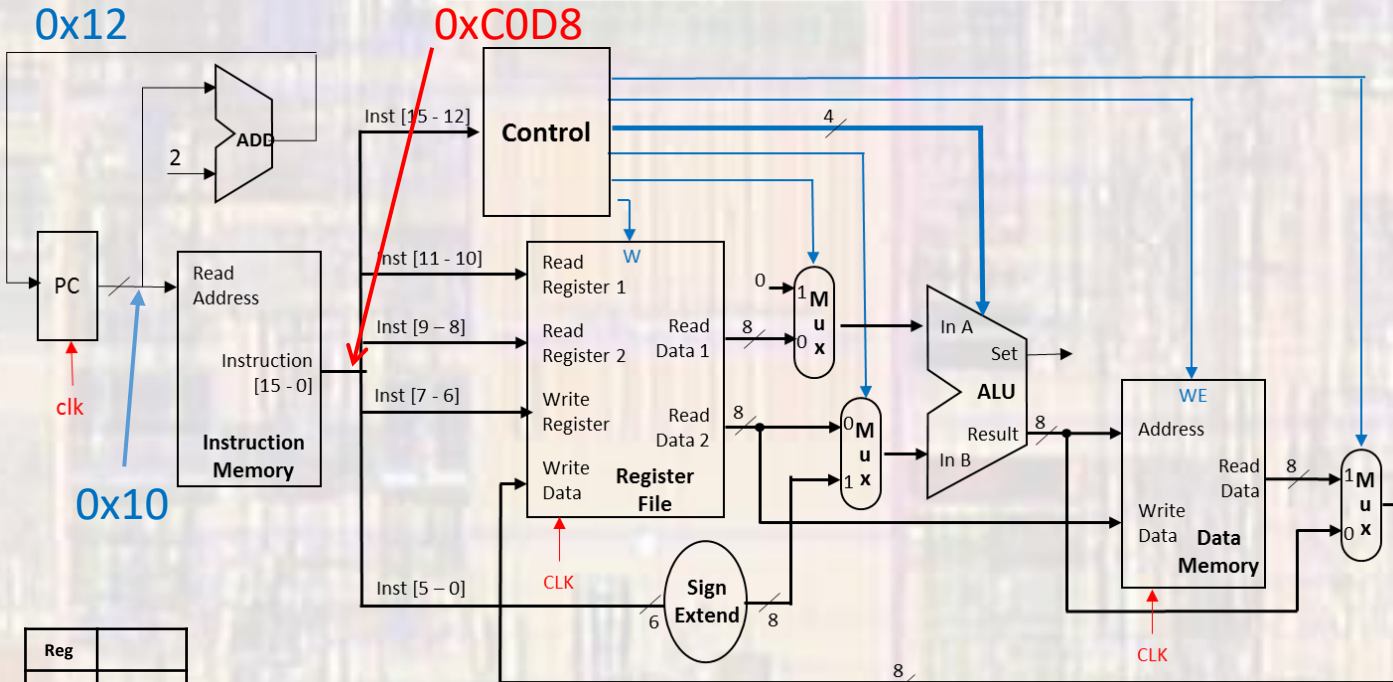 0x12
0xC0D8
ADD
2
PC
clk
0x10
Read
Address
Instruction
[15 - 0]
Instruction
Memory
Inst [15 - 12]
Control
4
Inst [11 - 10]
Inst [9 – 8]
Inst [7 - 6]
Inst [5 – 0]
W
Read
Register 1
Read
Register 2
Write
Register
Write
Data
Read
Data 1
Read
Data 2
Register
File
CLK
8
8
0
1
0
M
u
x
0
1
M
u
x
6
Sign
Extend
8
In A
Set
ALU
Result
In B
8
WE
Address
Read
Data
Write
Data
Data
Memory
CLK
8
1
0
M
u
x
8
Reg